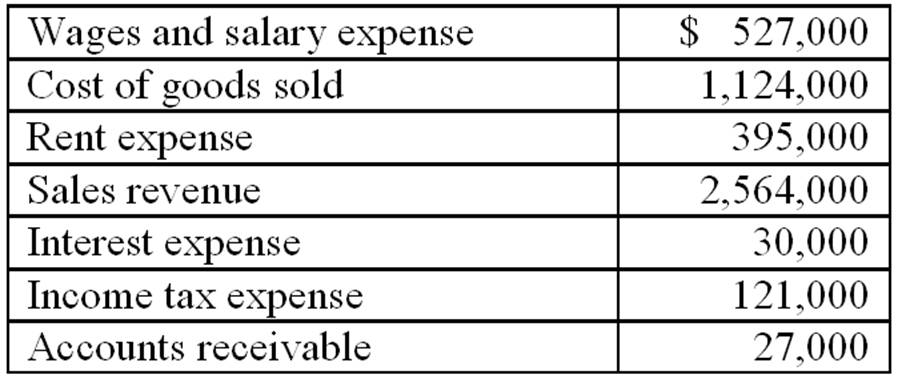 Wages and salary expense $ 527,000
Cost of goods sold 1,124,000
Rent expense 395,000
Sales revenue 2,564,000
Interest expense 30,000
Income tax expense 121,000
Accounts receivable 27,000